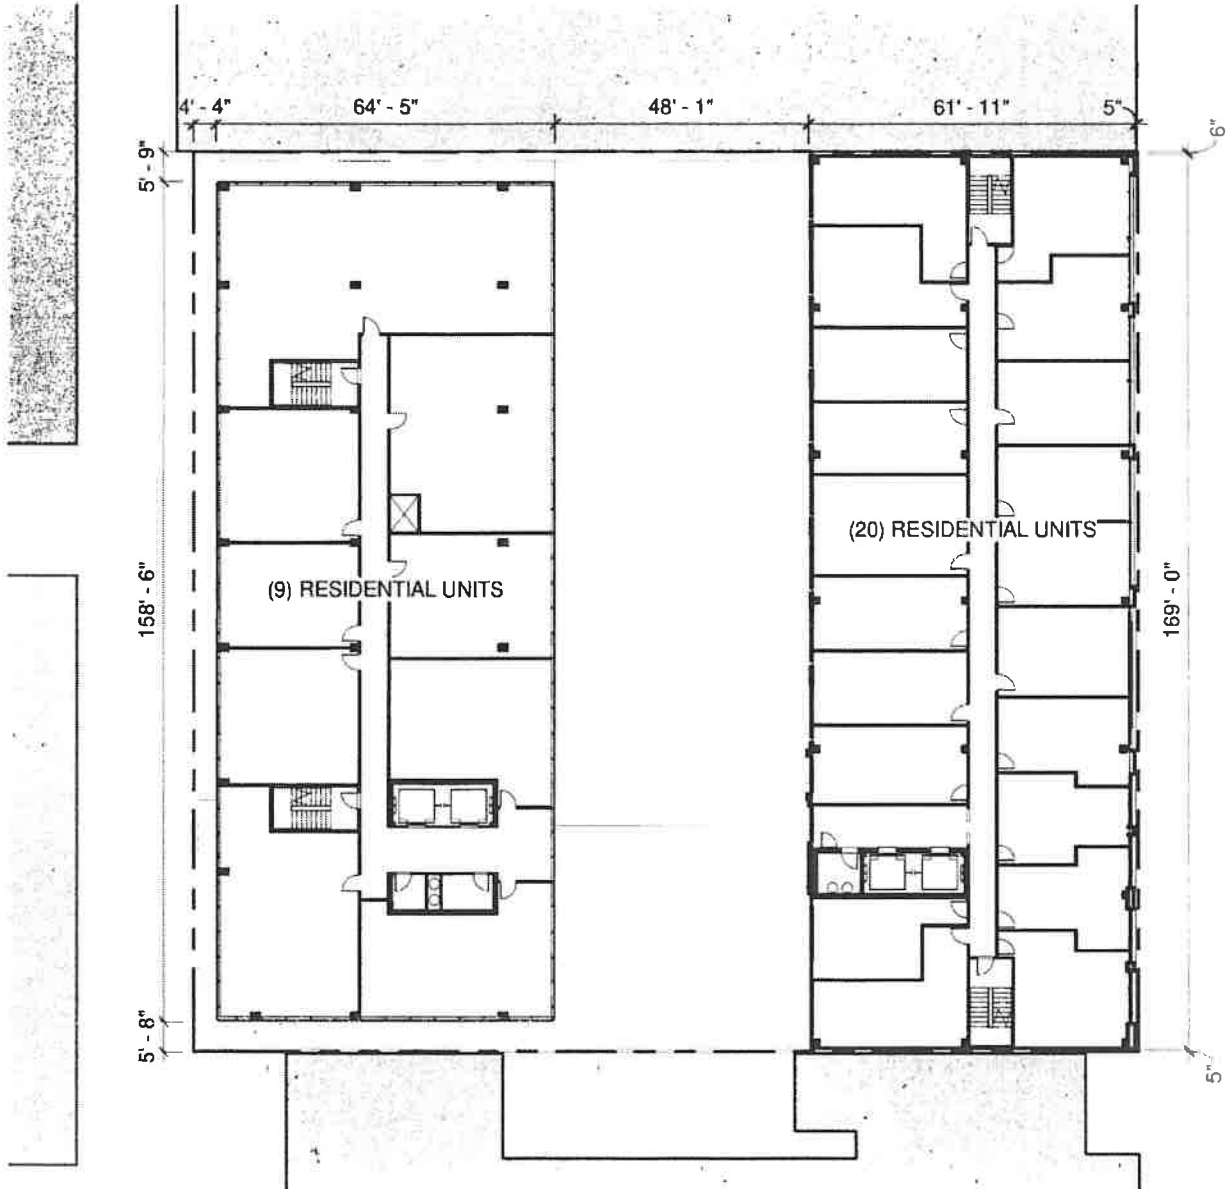 4' - 4" 64' - 5" 48' - 1" 61' - 11" 5"
6"
5' - 9"
(20) RESIDENTIAL UNITS
(9) RESIDENTIAL UNITS
158' - 6"
169' - 0"
5' - 8"
5"